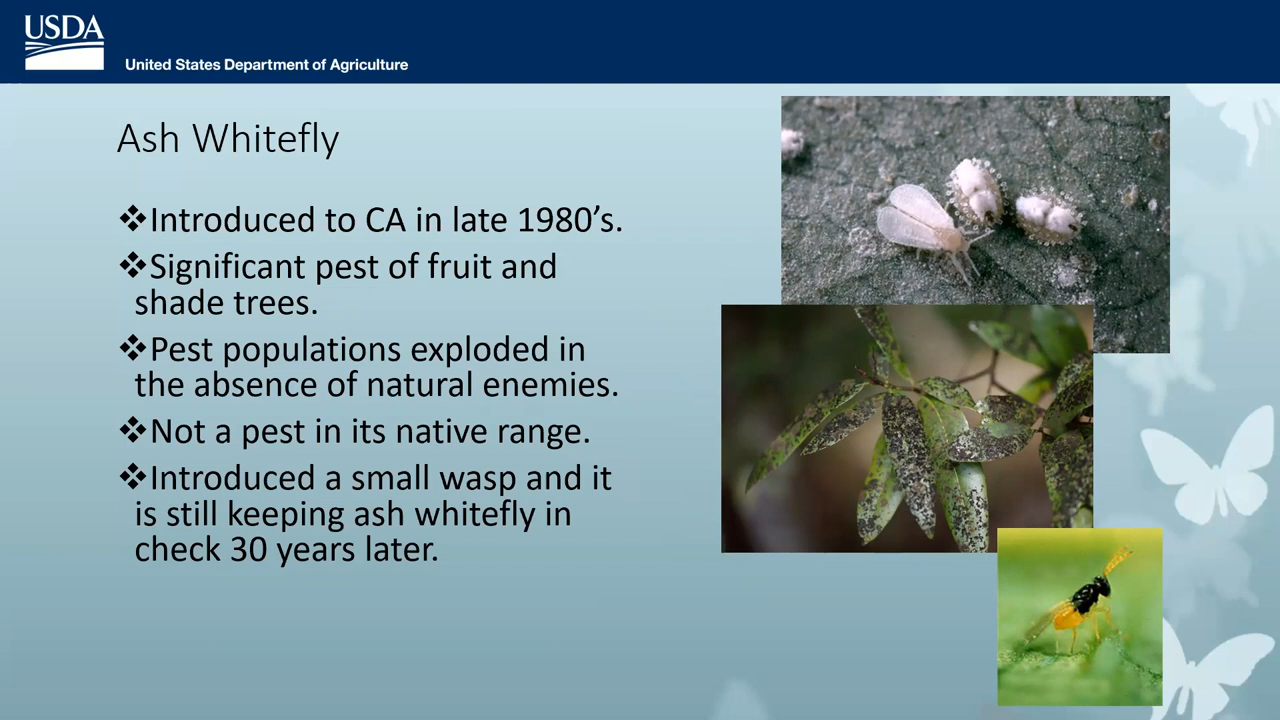 USDA
United States Department of Agriculture
Ash Whitefly
❖Introduced to CA in late 1980’s.
❖Significant pest of fruit and
shade trees.
❖Pest populations exploded in
the absence of natural enemies.
❖Not a pest in its native range.
❖Introduced a small wasp and it
is still keeping ash whitefly in
check 30 years later.